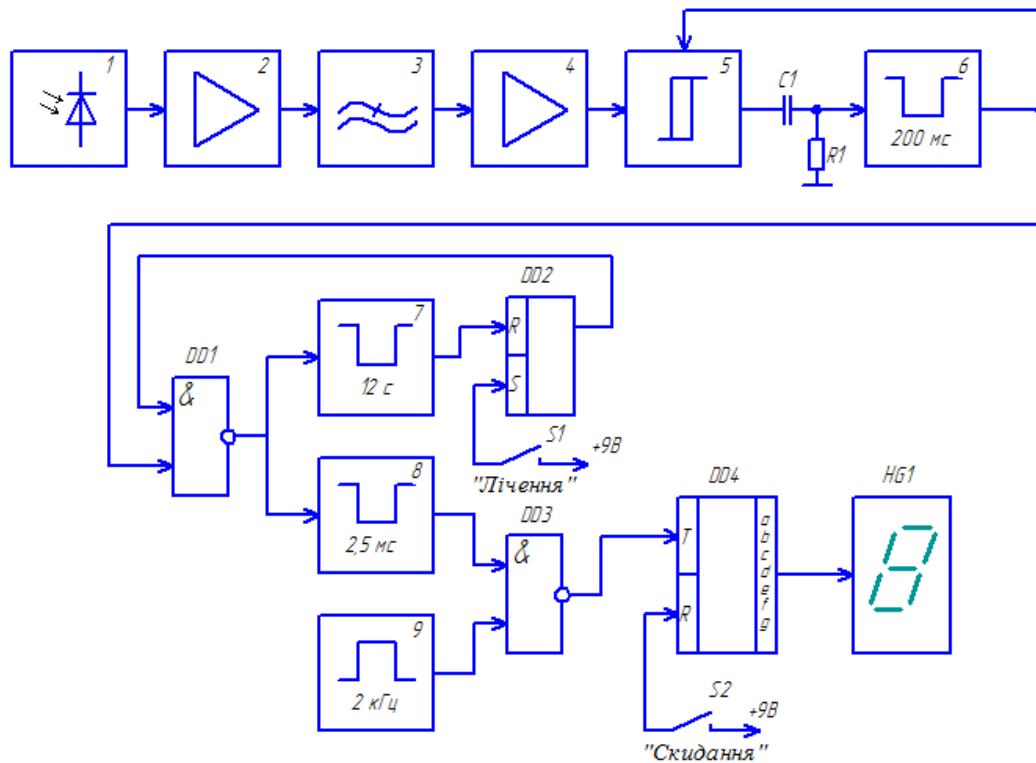 1
2
3
4
5
6
C1
R1
200 мс
DD2
7
R
12 с
S
DD1
&
S1
+9В
"Лічення"
8
2,5 мс
DD3
&
DD4
HG1
T
a
b
c
d
e
f
g
R
9
2 кГц
S2
+9В
"Скидання"